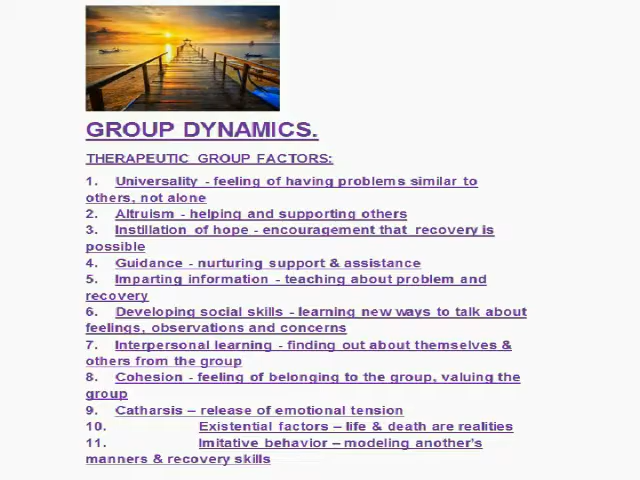 GROUP DYNAMICS.
THERAPEUTIC GROUP FACTORS:
1. Universality - feeling of having problems similar to
others, not alone
2. Altruism - helping and supporting others
3. Instillation of hope - encouragement that recovery is
possible
4. Guidance - nurturing support & assistance
5. Imparting information - teaching about problem and
recovery
6. Developing social skills - learning new ways to talk about
feelings, observations and concerns
7. Interpersonal learning - finding out about themselves &
others from the group
8. Cohesion - feeling of belonging to the group, valuing the
group
9. Catharsis – release of emotional tension
10. Existential factors – life & death are realities
11. Imitative behavior – modeling another's
manners & recovery skills